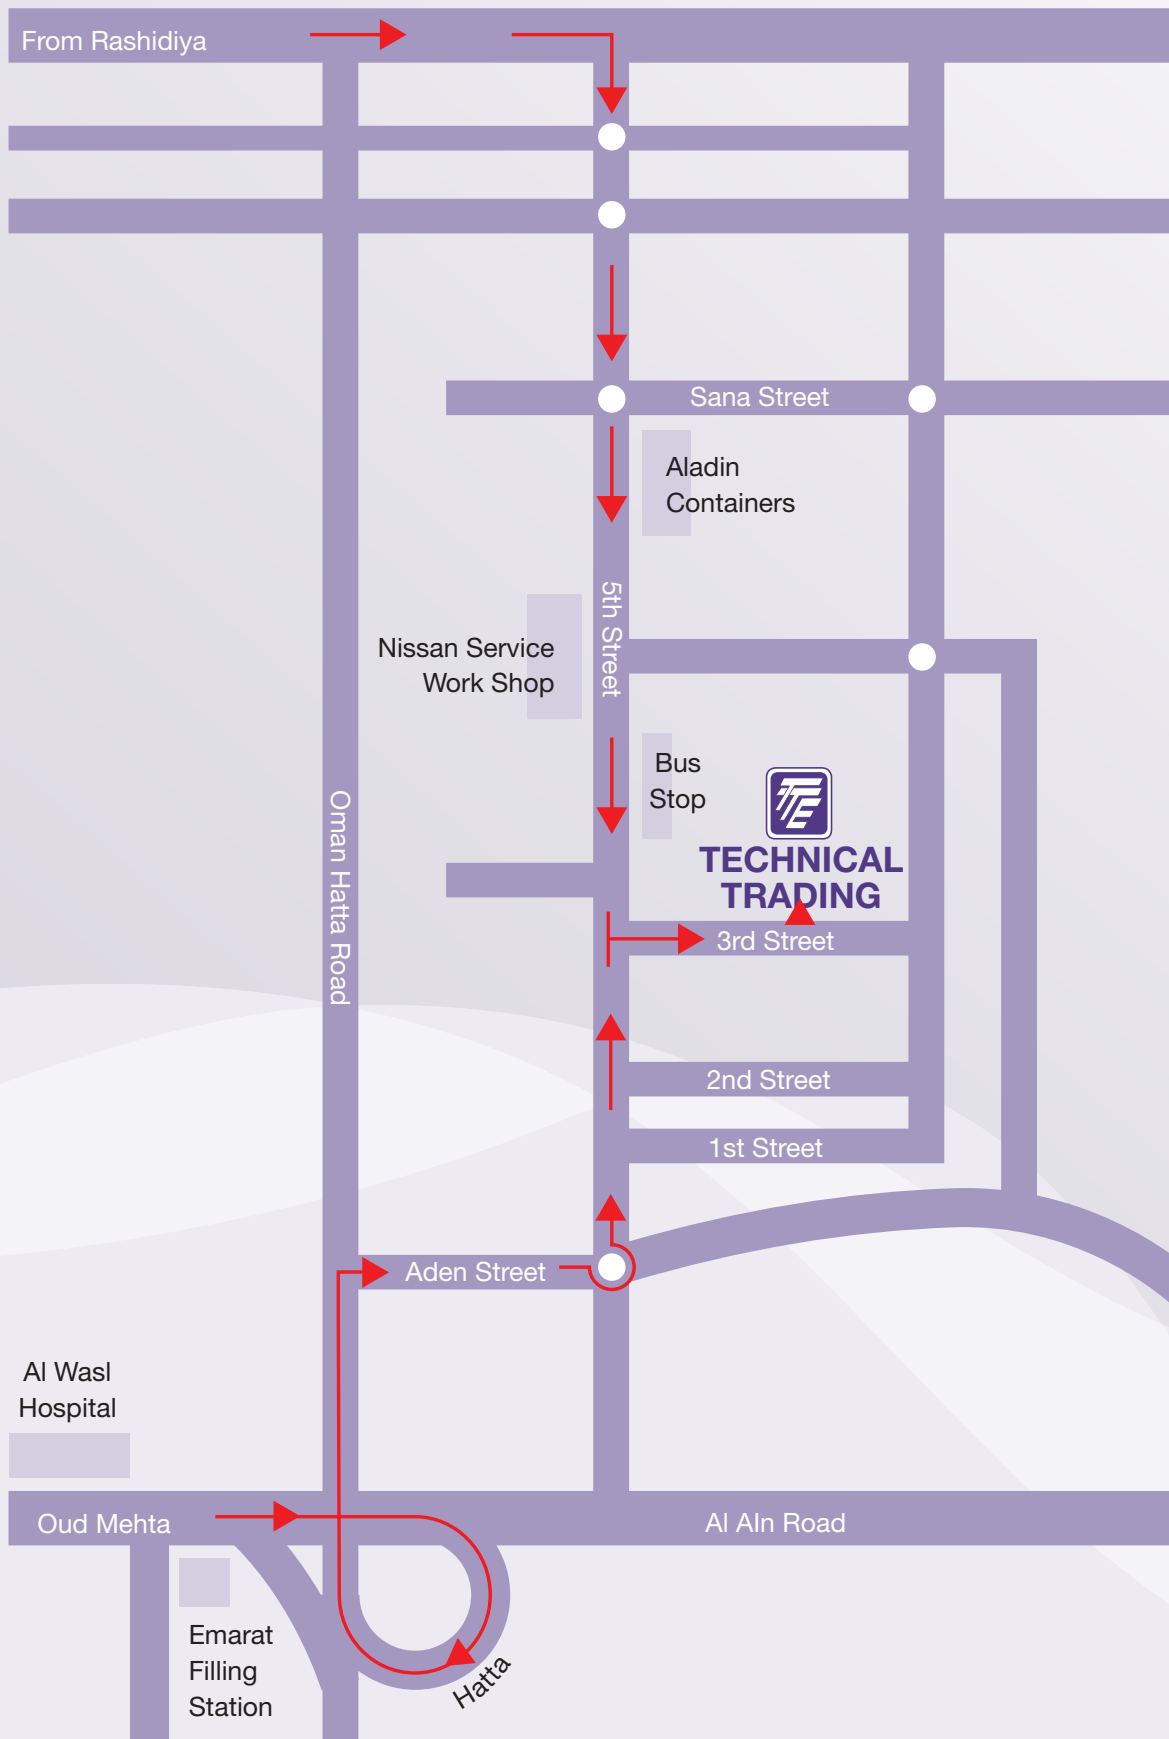 From Rashidiya
Sana Street
Aladin
Containers
5th Street
Nissan Service
Work Shop
Bus
Stop
Oman Hatta Road
TTE
TECHNICAL
TRADING
3rd Street
2nd Street
1st Street
Aden Street
Al Wasl
Hospital
Oud Mehta
Al AIn Road
Emarat
Filling
Station
Hatta